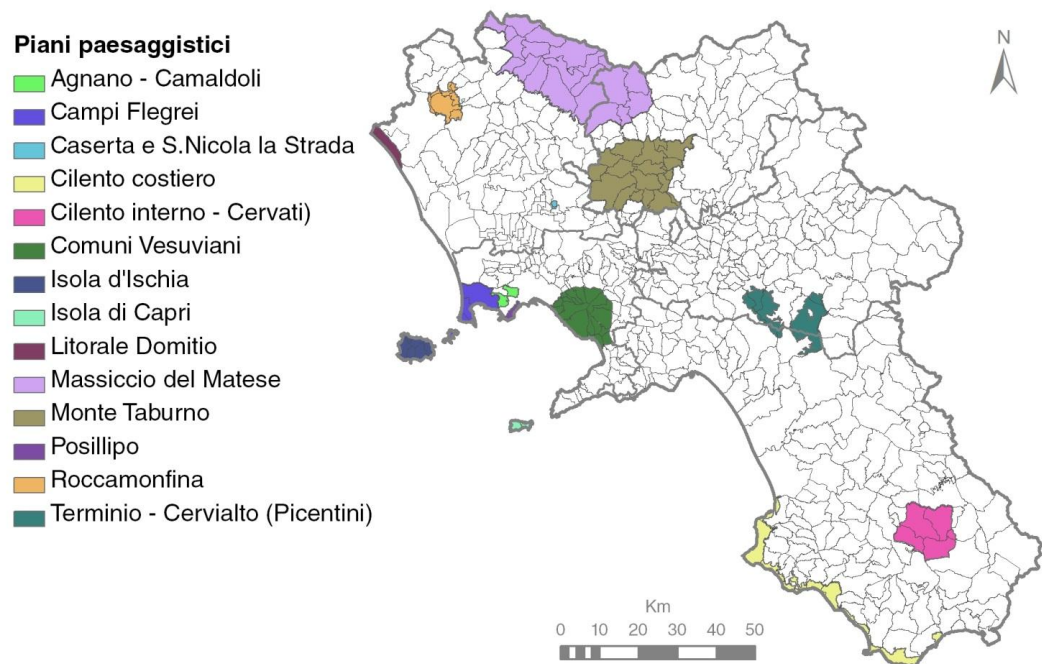 Piani paesaggistici
Agnano - Camaldoli
Campi Flegrei
Caserta e S.Nicola la Strada
Cilento costiero
Cilento interno - Cervati)
Comuni Vesuviani
Isola d'Ischia
Isola di Capri
Litorale Domitio
Massiccio del Matese
Monte Taburno
Posillipo
Roccamonfina
Terminio - Cervialto (Picentini)
N
Km
0 10 20 30 40 50